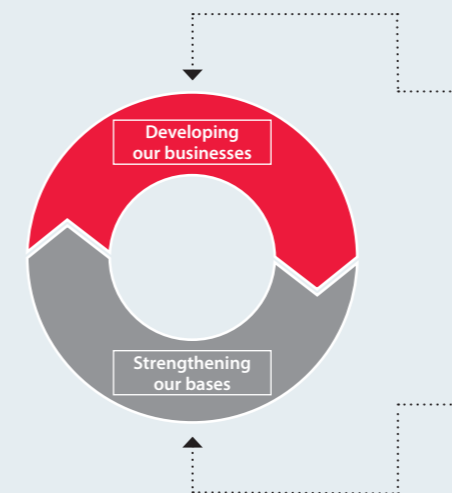 Developing
our businesses
Strengthening
our bases